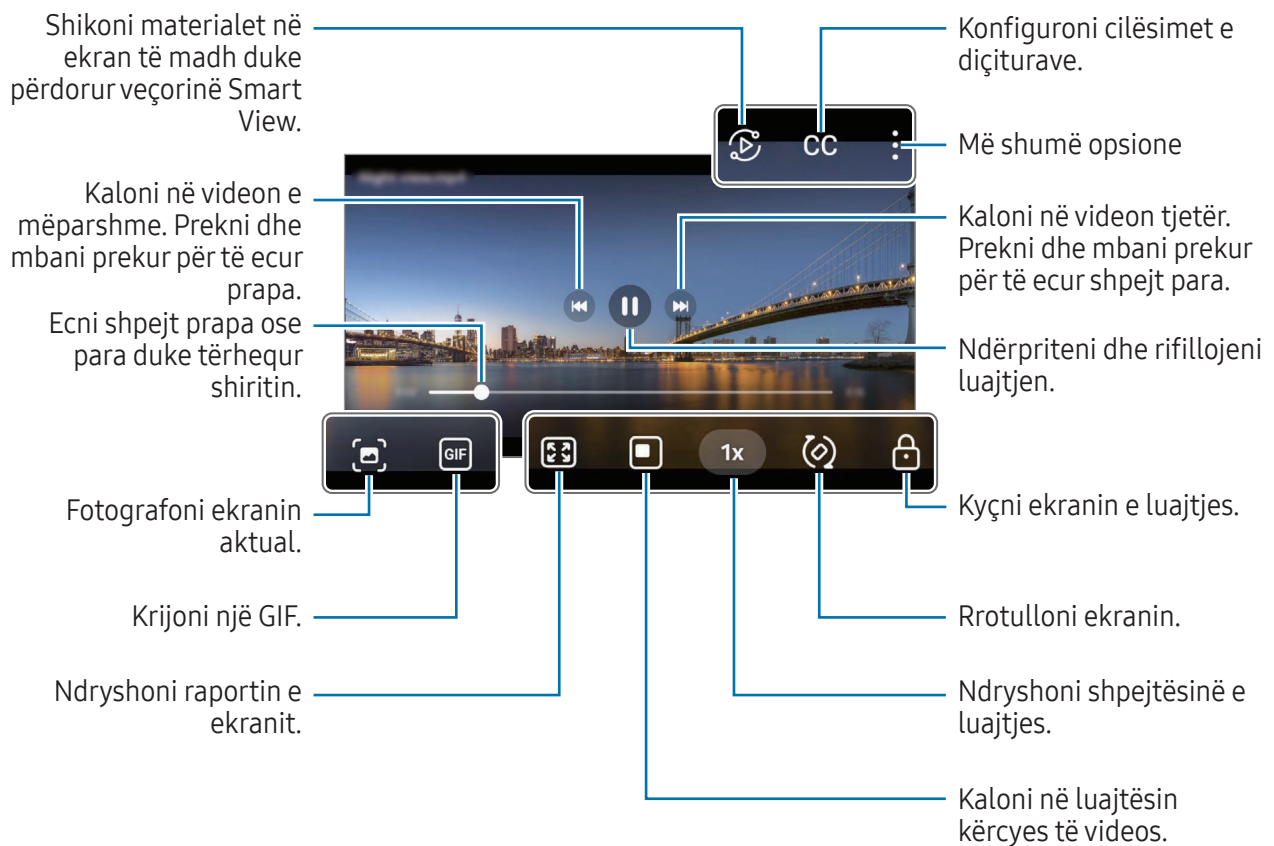 Shikoni materialet në
ekran të madh duke
përdorur veçorinë Smart
View.
Konfiguroni cilësimet e
diçiturave.
CC
Më shumë opsione
Kaloni në videon e
mëparshme. Prekni dhe
mbani prekur për të ecur
prapa.
Kaloni në videon tjetër.
Prekni dhe mbani prekur
për të ecur shpejt para.
Ecni shpejt prapa ose
para duke tërhequr
shiritin.
Ndërpriteni dhe rifillojeni
luajtjen.
GIF
1x
Fotografoni ekranin
aktual.
Kyçni ekranin e luajtjes.
Krijoni një GIF.
Rrotulloni ekranin.
Ndryshoni raportin e
ekranit.
Ndryshoni shpejtësinë e
luajtjes.
Kaloni në luajtësin
kërcyes të videos.